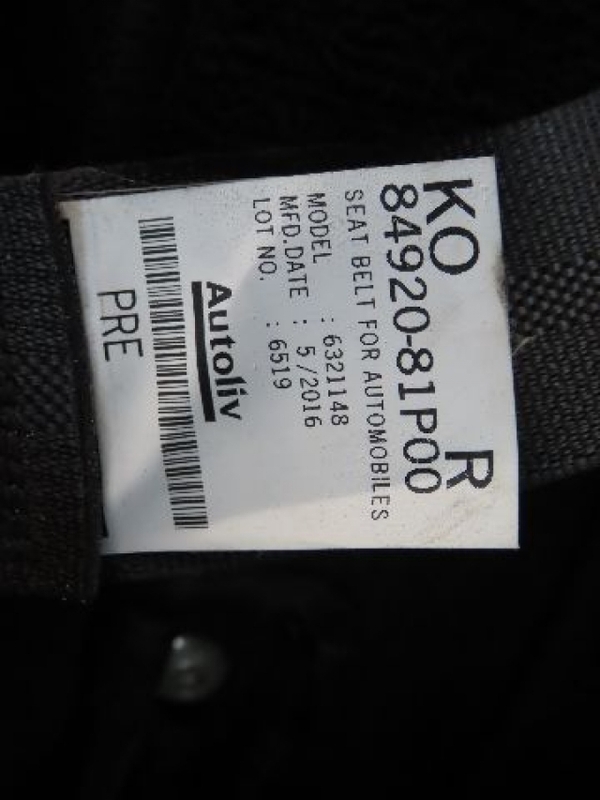 KO R
84920-81P00
SEAT BELT FOR AUTOMOBILES
MODEL : 6321148
MFD.DATE : 5/2016
LOT NO. : 6519
Autoliv
PRE